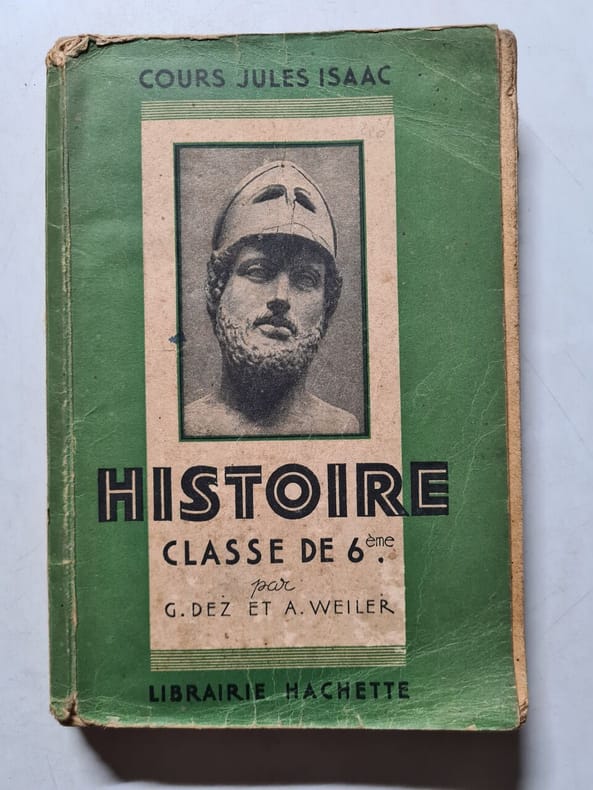 COURS JULES ISAAC
HISTOIRE
CLASSE DE 6ème.
par
G. DEZ ET A. WEILER
LIBRAIRIE HACHETTE